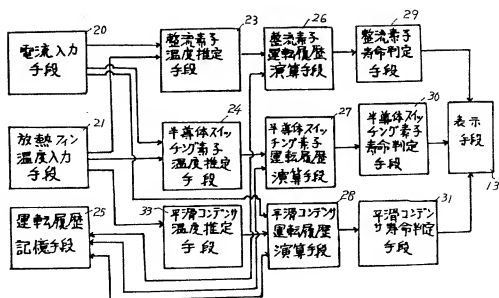 20
電流入力
手段
21
放熱フィン
温度入力
手段
25
運転履歴
記憶手段
23
整流素子
温度推定
手段
24
半導体スイッ
チング素子
温度推定手段
33
平滑コンデンサ
温度推定
手段
26
整流素子
運転履歴
演算手段
27
半導体スイッ
チング素子
運転履歴
演算手段
28
平滑コンデンサ
運転履歴
演算手段
29
整流素子
寿命判定
手段
30
半導体スイッ
チング素子
寿命判定手段
31
平滑コンデン
サ寿命判定
手段
表示
手段
13